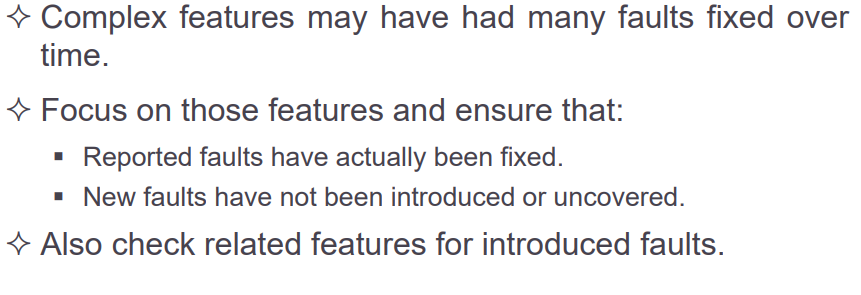 ✧ Complex features may have had many faults fixed over
time.
✧ Focus on those features and ensure that:
▪ Reported faults have actually been fixed.
▪ New faults have not been introduced or uncovered.
✧ Also check related features for introduced faults.